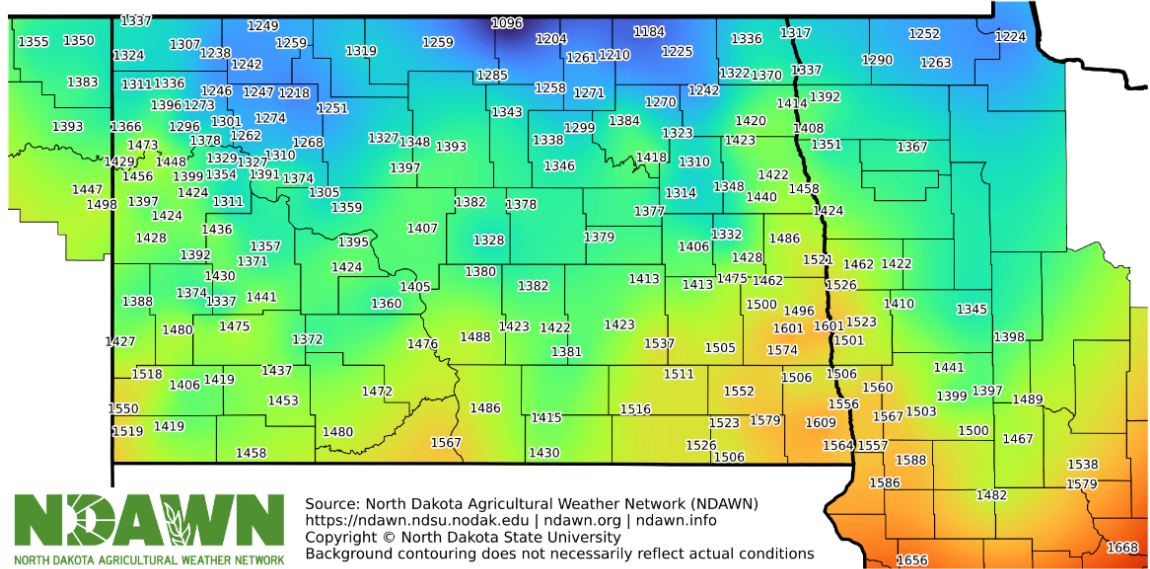 1337 1249 1096
1355 1350 1307 1259 1259 1204 1184 1336 1317 1252 1224
1324 1238 1242 1319 1261 1210 1225 1290 1263
1383 1311 1336 1285 1322 1370 1337
1246 1247 1218 1258 1271 1242
1396 1273 1251 1343 1270 1414 1392
1393 1366 1296 1301 1274 1299 1384 1420 1408
1378 1262 1268 1327 1348 1393 1338 1323 1423 1351 1367
1473 1429 1448 1329 1327 1310 1397 1346 1418 1310
1456 1399 1354 1391 1374 1422
1447 1424 1305 1314 1348 1440 1458
1498 1397 1311 1359 1382 1378 1377 1424
1424 1436 1407
1428 1357 1395 1328 1379 1406 1332 1486
1392 1371 1424 1428 1521 1462 1422
1430 1380 1413 1413 1475 1462
1388 1374 1337 1441 1360 1405 1382 1526
1500 1496 1410 1345
1427 1480 1475 1372 1476 1488 1423 1422 1423 1601 1601 1523
1381 1537 1505 1574 1501 1398
1518 1406 1419 1437 1511 1506 1506 1441
1453 1472 1552 1560 1399 1397 1489
1550 1486 1415 1516 1556 1567 1503
1519 1419 1480 1523 1579 1609 1500 1467
1458 1567 1430 1526 1506 1564 1557
1588 1538
1586 1482 1579
1668
1656
NDAWN
NORTH DAKOTA AGRICULTURAL WEATHER NETWORK
Source: North Dakota Agricultural Weather Network (NDAWN)
https://ndawn.ndsu.nodak.edu | ndawn.org | ndawn.info
Copyright © North Dakota State University
Background contouring does not necessarily reflect actual conditions